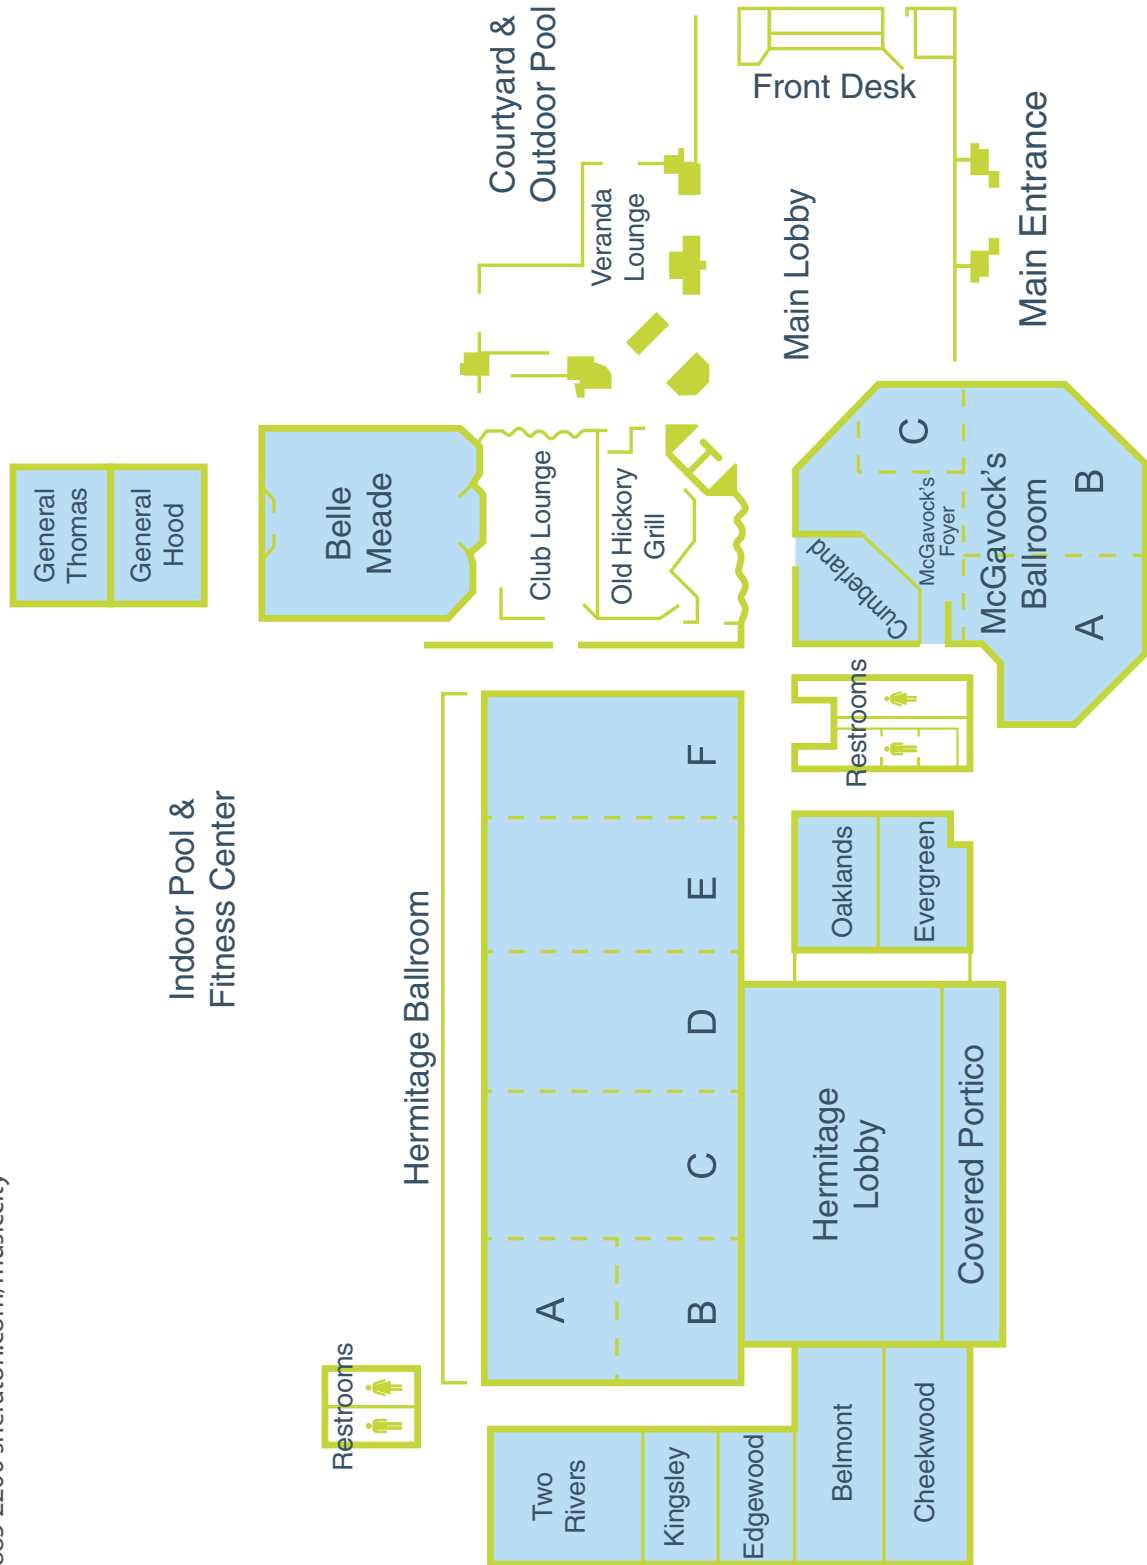 General
Thomas
General
Hood
Indoor Pool &
Fitness Center
Belle
Meade
Courtyard &
Outdoor Pool
Club Lounge
Old Hickory
Grill
Veranda
Lounge
Front Desk
Main Lobby
Main Entrance
Restrooms
Hermitage Ballroom
A
B
C
D
E
F
Two
Rivers
Kingsley
Edgewood
Belmont
Cheekwood
Hermitage
Lobby
Covered Portico
Oaklands
Evergreen
Restrooms
Cumberland
McGavock's
Foyer
C
McGavock's
Ballroom
A
B